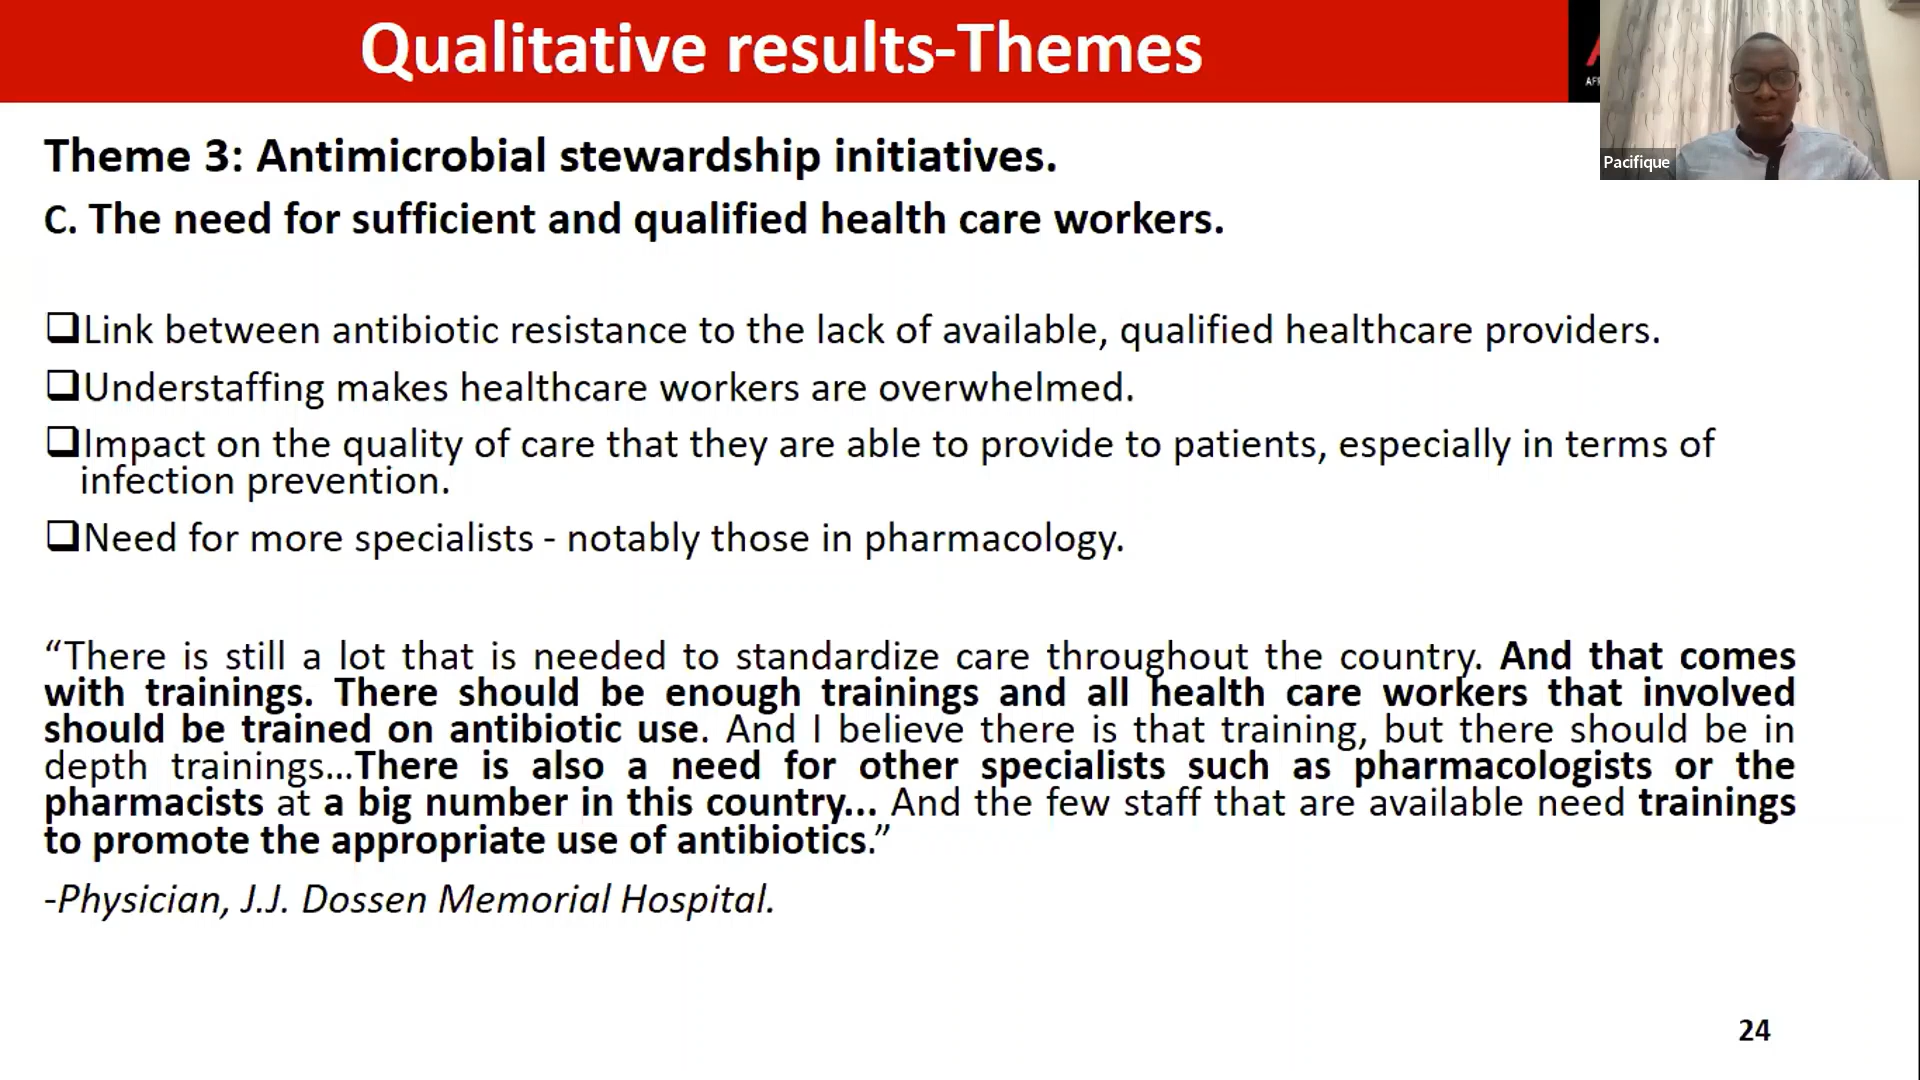 Qualitative results-Themes
AF
Pacifique
Theme 3: Antimicrobial stewardship initiatives.
C. The need for sufficient and qualified health care workers.
❑Link between antibiotic resistance to the lack of available, qualified healthcare providers.
❑Understaffing makes healthcare workers are overwhelmed.
❑Impact on the quality of care that they are able to provide to patients, especially in terms of
infection prevention.
❑Need for more specialists - notably those in pharmacology.
“There is still a lot that is needed to standardize care throughout the country. And that comes
with trainings. There should be enough trainings and all health care workers that involved
should be trained on antibiotic use. And I believe there is that training, but there should be in
depth trainings…There is also a need for other specialists such as pharmacologists or the
pharmacists at a big number in this country... And the few staff that are available need trainings
to promote the appropriate use of antibiotics.”
-Physician, J.J. Dossen Memorial Hospital.
24